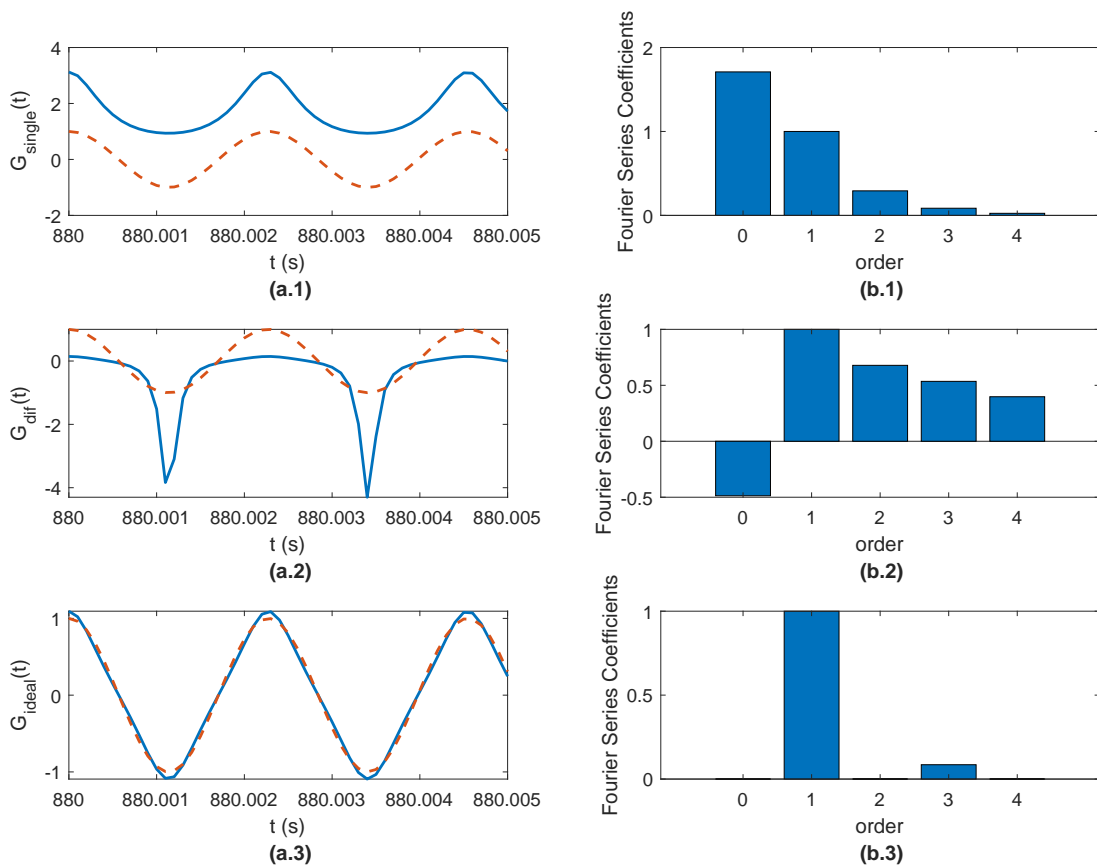 4
2
0
-2
G_single(t)
880 880.001 880.002 880.003 880.004 880.005
t (s)
(a.1)
2
1
0
Fourier Series Coefficients
0 1 2 3 4
order
(b.1)
0
-2
-4
G_dif(t)
880 880.001 880.002 880.003 880.004 880.005
t (s)
(a.2)
1
0.5
0
-0.5
Fourier Series Coefficients
0 1 2 3 4
order
(b.2)
1
0
-1
G_ideal(t)
880 880.001 880.002 880.003 880.004 880.005
t (s)
(a.3)
1
0.5
0
Fourier Series Coefficients
0 1 2 3 4
order
(b.3)